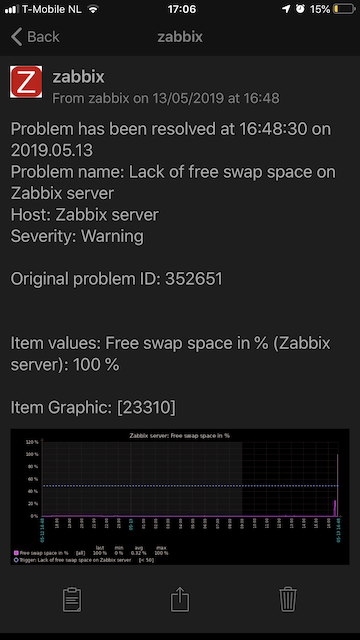 T-Mobile NL 17:06 15%
Back zabbix
Z zabbix
From zabbix on 13/05/2019 at 16:48
Problem has been resolved at 16:48:30 on
2019.05.13
Problem name: Lack of free swap space on
Zabbix server
Host: Zabbix server
Severity: Warning
Original problem ID: 352651
Item values: Free swap space in % (Zabbix
server): 100 %
Item Graphic: [23310]
Zabbix server: Free swap space in %
120 %
100 %
80 %
60 %
40 %
20 %
0 %
last min avg max
Free swap space in % [all] 100 % 0 % 0.32 % 100 %
Trigger: Lack of free swap space on Zabbix server [< 50]